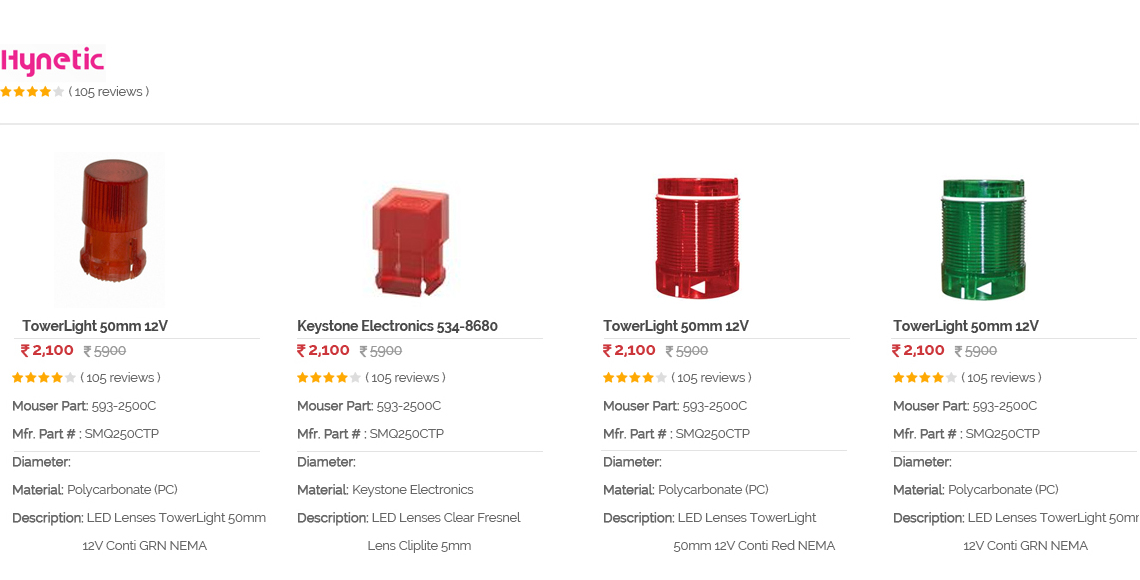 Hynetic
( 105 reviews )
TowerLight 50mm 12V
₹ 2,100 ₹ 5900
( 105 reviews )
Mouser Part: 593-2500C
Mfr. Part # : SMQ250CTP
Diameter:
Material: Polycarbonate (PC)
Description: LED Lenses TowerLight 50mm
12V Conti GRN NEMA
Keystone Electronics 534-8680
₹ 2,100 ₹ 5900
( 105 reviews )
Mouser Part: 593-2500C
Mfr. Part # : SMQ250CTP
Diameter:
Material: Keystone Electronics
Description: LED Lenses Clear Fresnel
Lens Cliplite 5mm
TowerLight 50mm 12V
₹ 2,100 ₹ 5900
( 105 reviews )
Mouser Part: 593-2500C
Mfr. Part # : SMQ250CTP
Diameter:
Material: Polycarbonate (PC)
Description: LED Lenses TowerLight
50mm 12V Conti Red NEMA
TowerLight 50mm 12V
₹ 2,100 ₹ 5900
( 105 reviews )
Mouser Part: 593-2500C
Mfr. Part # : SMQ250CTP
Diameter:
Material: Polycarbonate (PC)
Description: LED Lenses TowerLight 50mm
12V Conti GRN NEMA